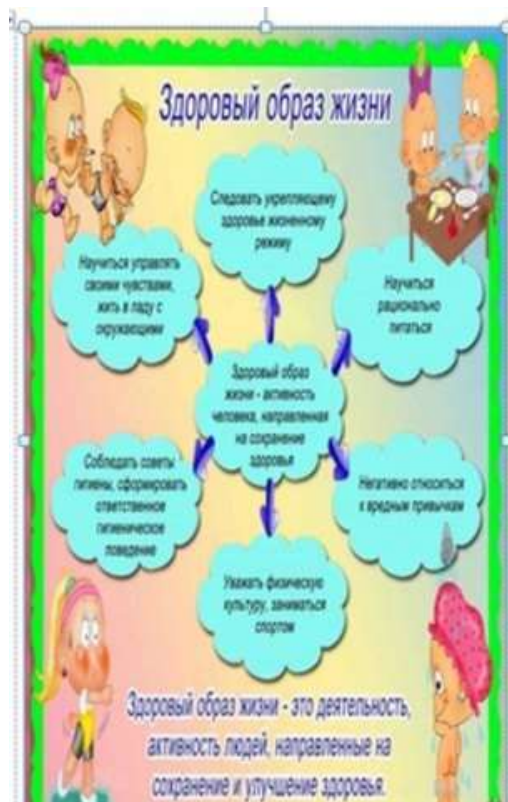 Здоровый образ жизни
Следовать укрепляющему
здоровье жизненному
режиму
Научиться управлять
своими чувствами,
жить в ладу с
окружающими
Научиться
рационально
питаться
Здоровый образ
жизни - активность
человека, направленная
на сохранение
здоровья
Соблюдать советы
гигиены, сформировать
ответственное
гигиеническое
поведение
Негативно относиться
к вредным привычкам
Уважать физическую
культуру, заниматься
спортом
Здоровый образ жизни - это деятельность,
активность людей, направленные на
сохранение и улучшение здоровья.